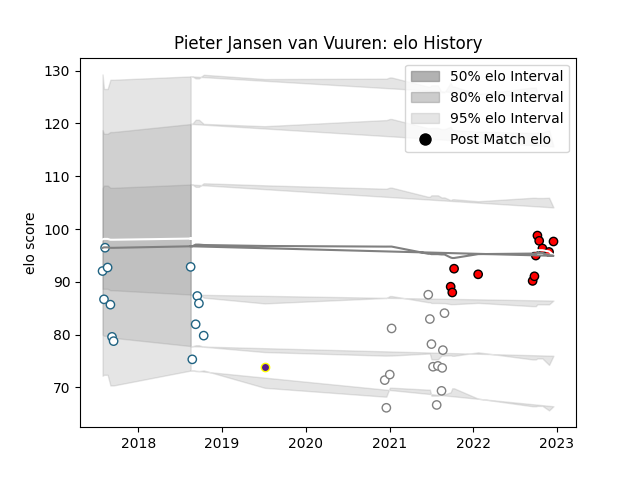 Pieter Jansen van Vuuren: elo History
130
120
110
100
90
80
70
elo score
50% elo Interval
80% elo Interval
95% elo Interval
Post Match elo
2018
2019
2020
2021
2022
2023